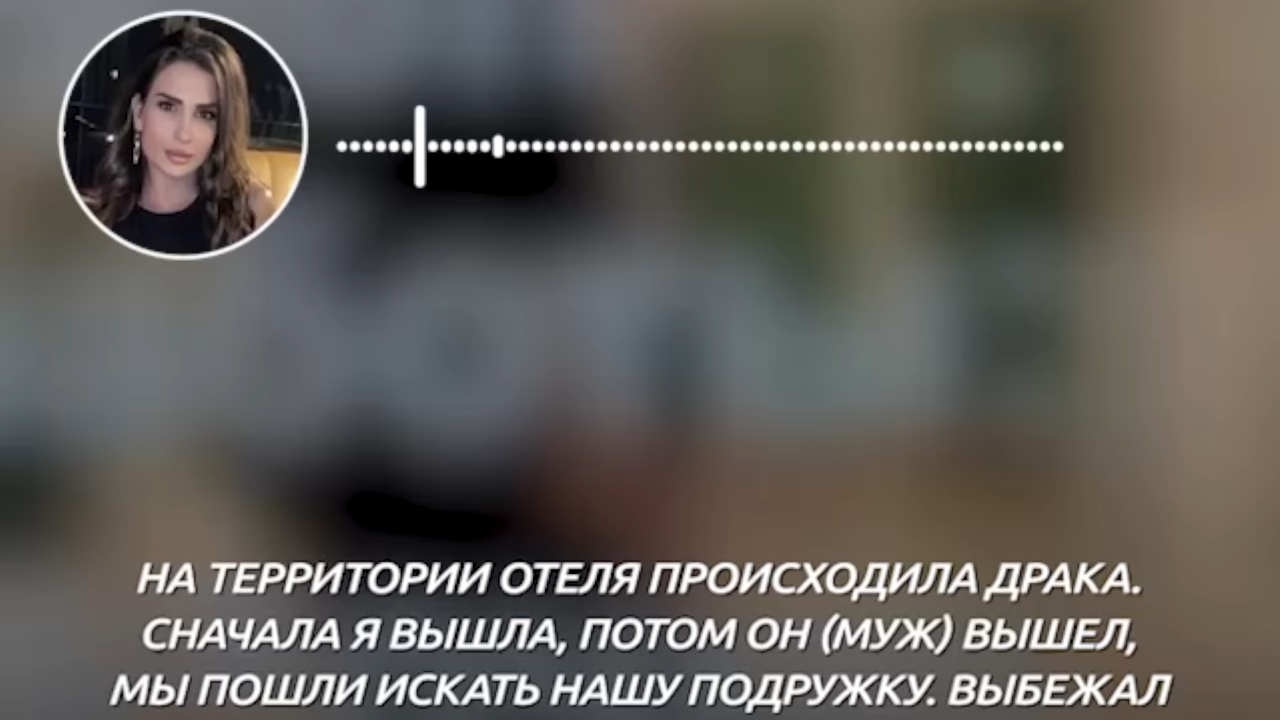 НА ТЕРРИТОРИИ ОТЕЛЯ ПРОИСХОДИЛА ДРАКА.
СНАЧАЛА Я ВЫШЛА, ПОТОМ ОН (МУЖ) ВЫШЕЛ,
МЫ ПОШЛИ ИСКАТЬ НАШУ ПОДРУЖКУ. ВЫБЕЖАЛ